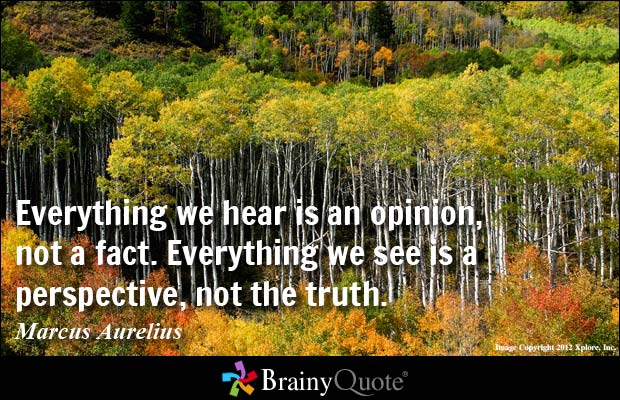 Everything we hear is an opinion,
not a fact. Everything we see is a
perspective, not the truth.
Marcus Aurelius
Image Copyright 2012 Xplore, Inc.
BrainyQuote®